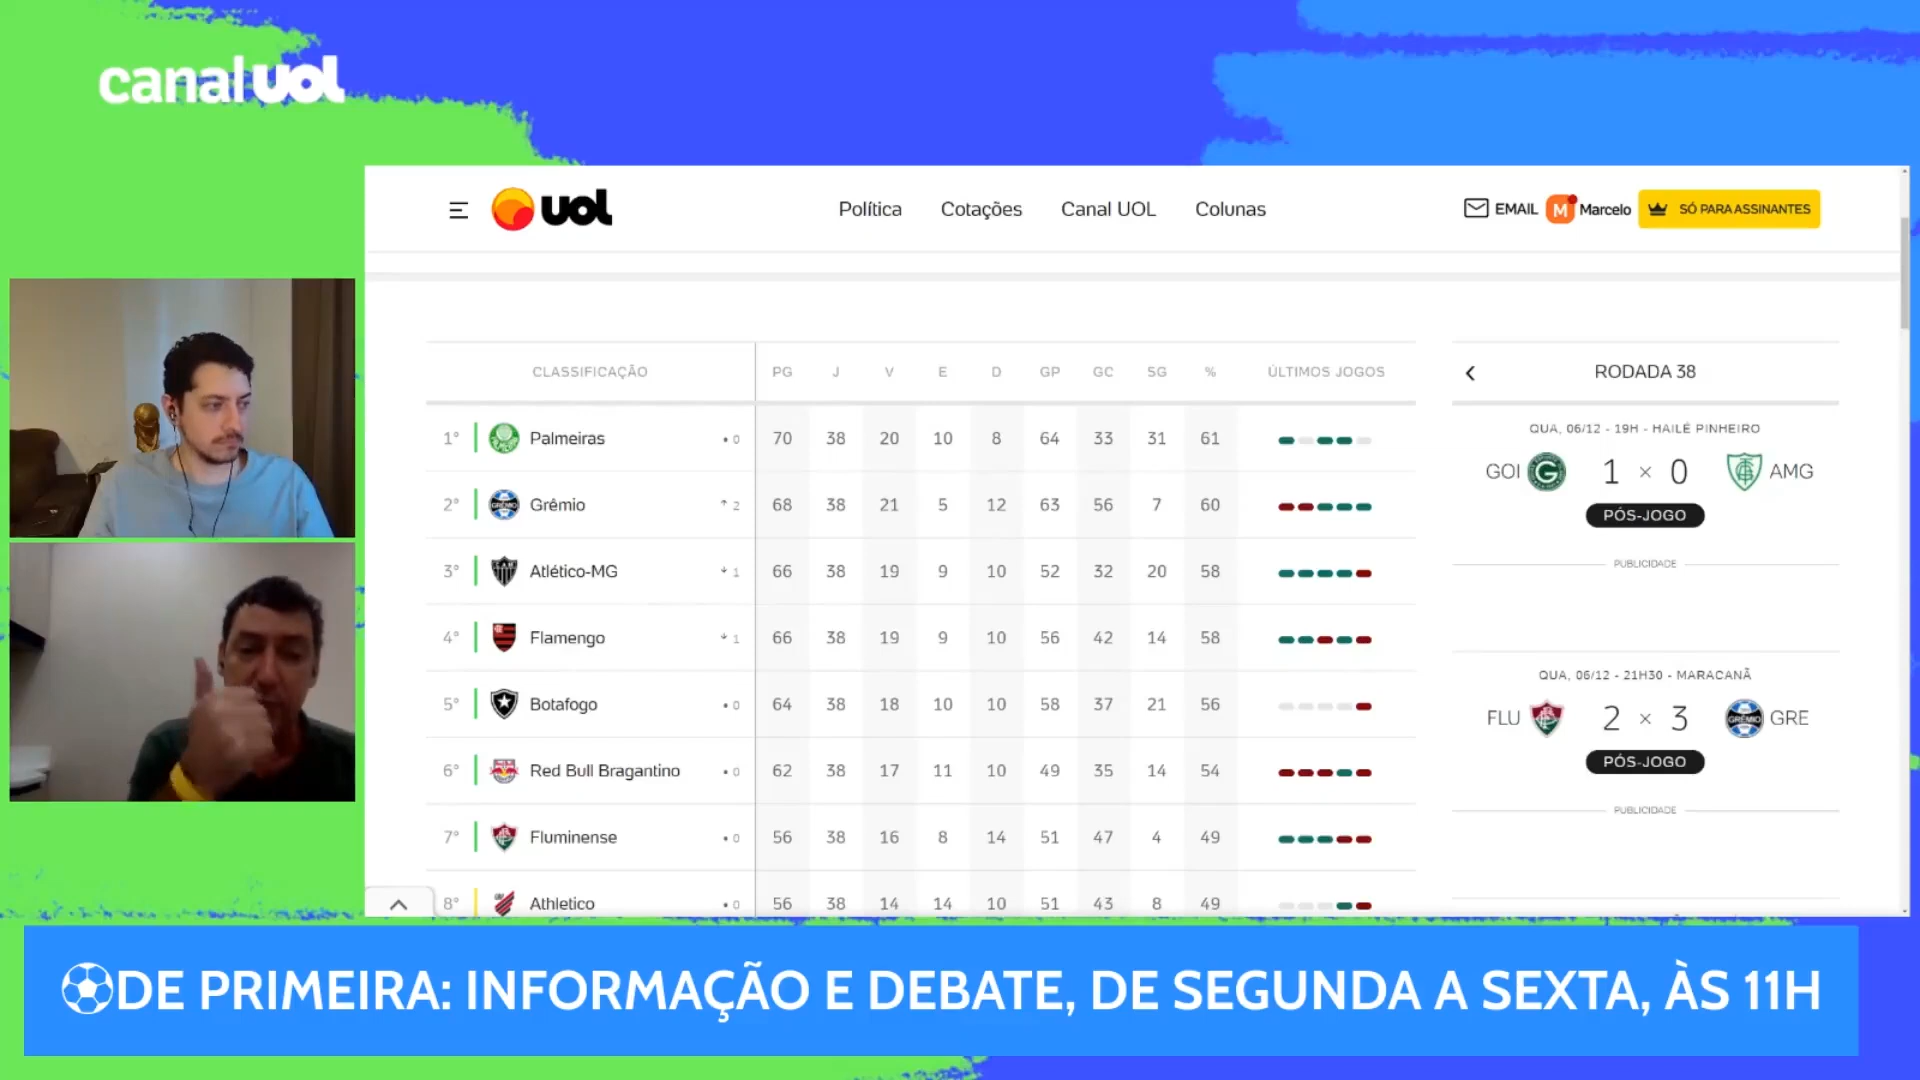 canal uol
uol
Política Cotações Canal UOL Colunas
EMAIL M Marcelo SÓ PARA ASSINANTES
CLASSIFICAÇÃO PG J V E D GP GC SG % ÚLTIMOS JOGOS
1º Palmeiras 0 70 38 20 10 8 64 33 31 61
2º Grêmio 2 68 38 21 5 12 63 56 7 60
3º Atlético-MG 1 66 38 19 9 10 52 32 20 58
4º Flamengo 1 66 38 19 9 10 56 42 14 58
5º Botafogo 0 64 38 18 10 10 58 37 21 56
6º Red Bull Bragantino 0 62 38 17 11 10 49 35 14 54
7º Fluminense 0 56 38 16 8 14 51 47 4 49
8º Athletico 0 56 38 14 14 10 51 43 8 49
RODADA 38
QUA, 06/12 - 19H - HAILÉ PINHEIRO
GOI 1 × 0 AMG
PÓS-JOGO
PUBLICIDADE
QUA, 06/12 - 21H30 - MARACANÃ
FLU 2 × 3 GRE
PÓS-JOGO
PUBLICIDADE
DE PRIMEIRA: INFORMAÇÃO E DEBATE, DE SEGUNDA A SEXTA, ÀS 11H